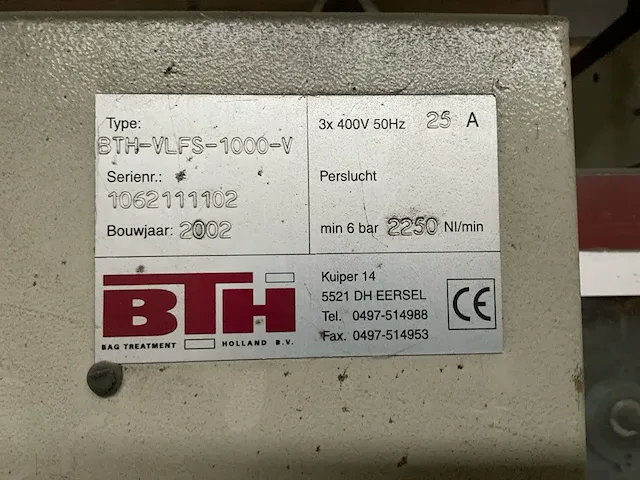 Type:
BTH-VLFS-1000-V
Serienr.:
1062111102
Bouwjaar: 2002
3x 400V 50Hz 25 A
Perslucht
min 6 bar 2250 Nl/min
BTH
BAG TREATMENT HOLLAND B.V.
Kuiper 14
5521 DH EERSEL
Tel. 0497-514988
Fax. 0497-514953
CE